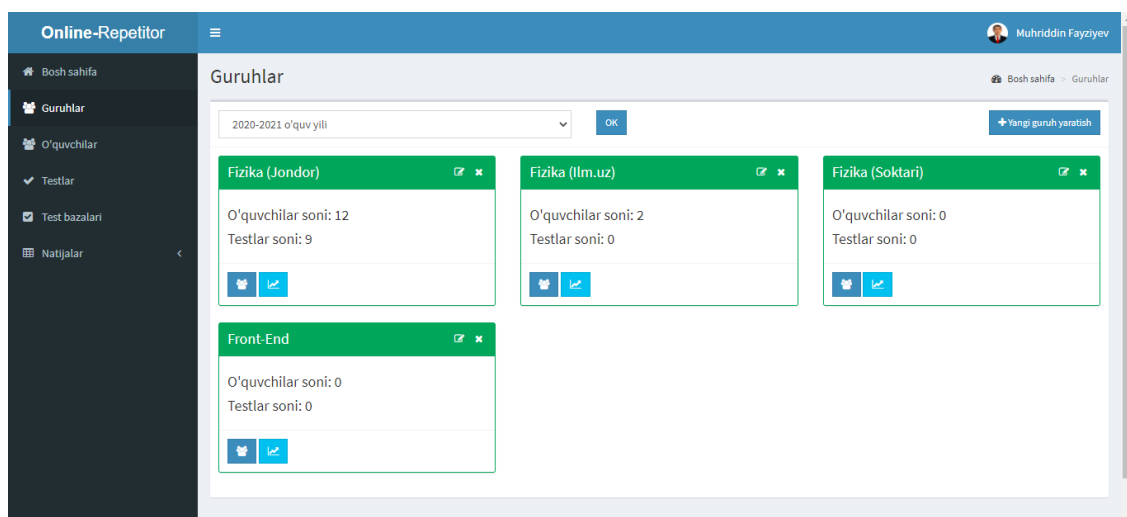 Online-Repetitor
Muhriddin Fayziyev
Bosh sahifa
Guruhlar
O'quvchilar
Testlar
Test bazalari
Natijalar
Guruhlar
Bosh sahifa > Guruhlar
2020-2021 o'quv yili
OK
Yangi guruh yaratish
Fizika (Jondor)
O'quvchilar soni: 12
Testlar soni: 9
Fizika (Ilm.uz)
O'quvchilar soni: 2
Testlar soni: 0
Fizika (Soktari)
O'quvchilar soni: 0
Testlar soni: 0
Front-End
O'quvchilar soni: 0
Testlar soni: 0